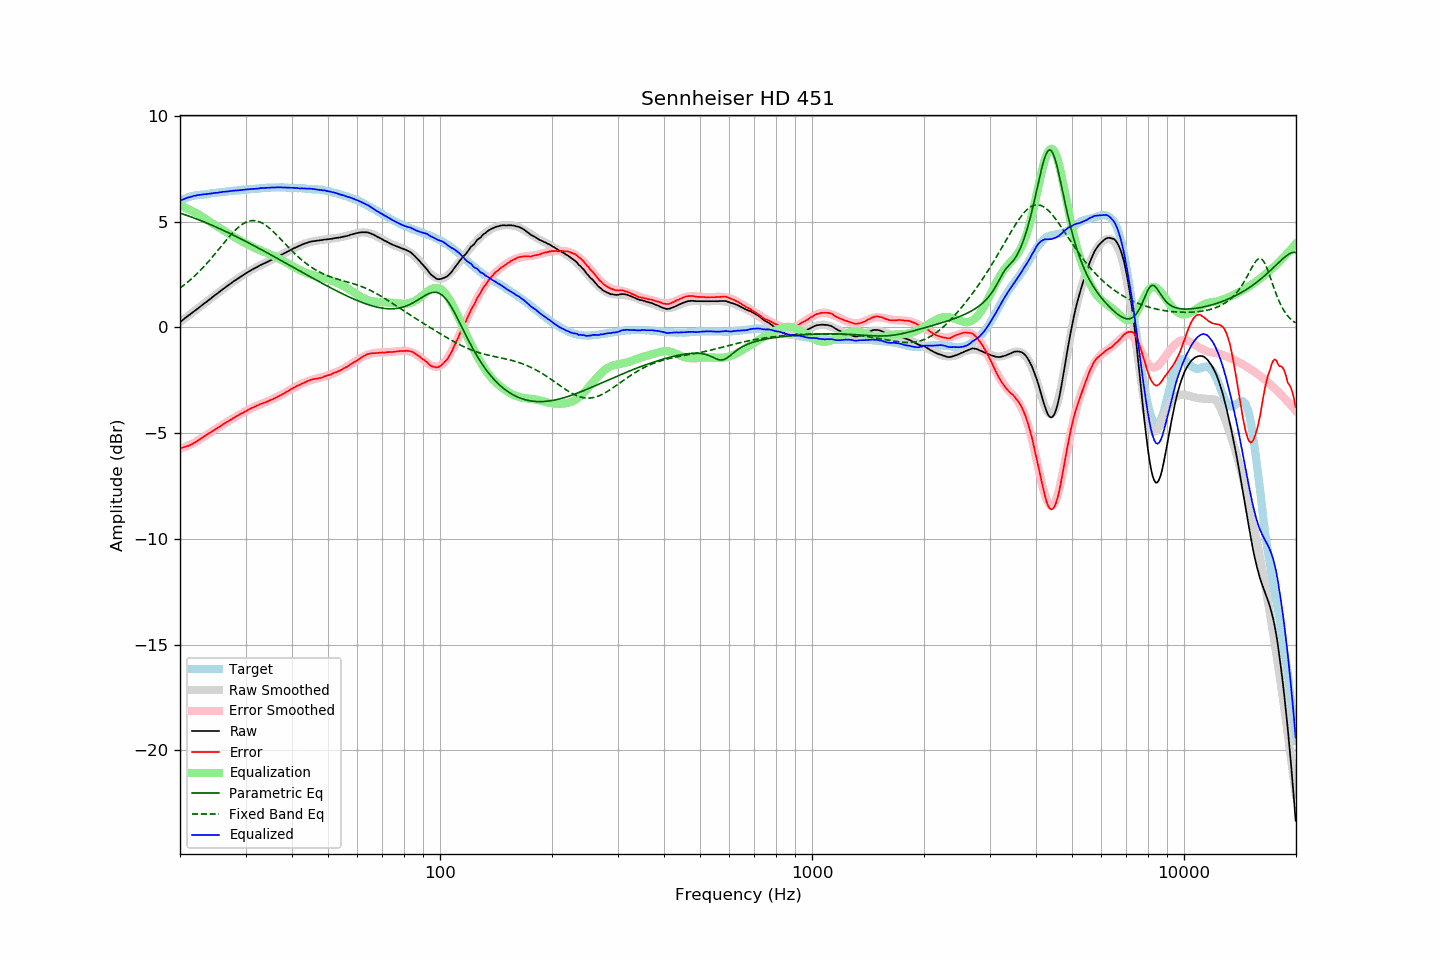 Sennheiser HD 451
10
5
0
−5
−10
−15
−20
Amplitude (dBr)
Target
Raw Smoothed
Error Smoothed
Raw
Error
Equalization
Parametric Eq
Fixed Band Eq
Equalized
100
1000
10000
Frequency (Hz)